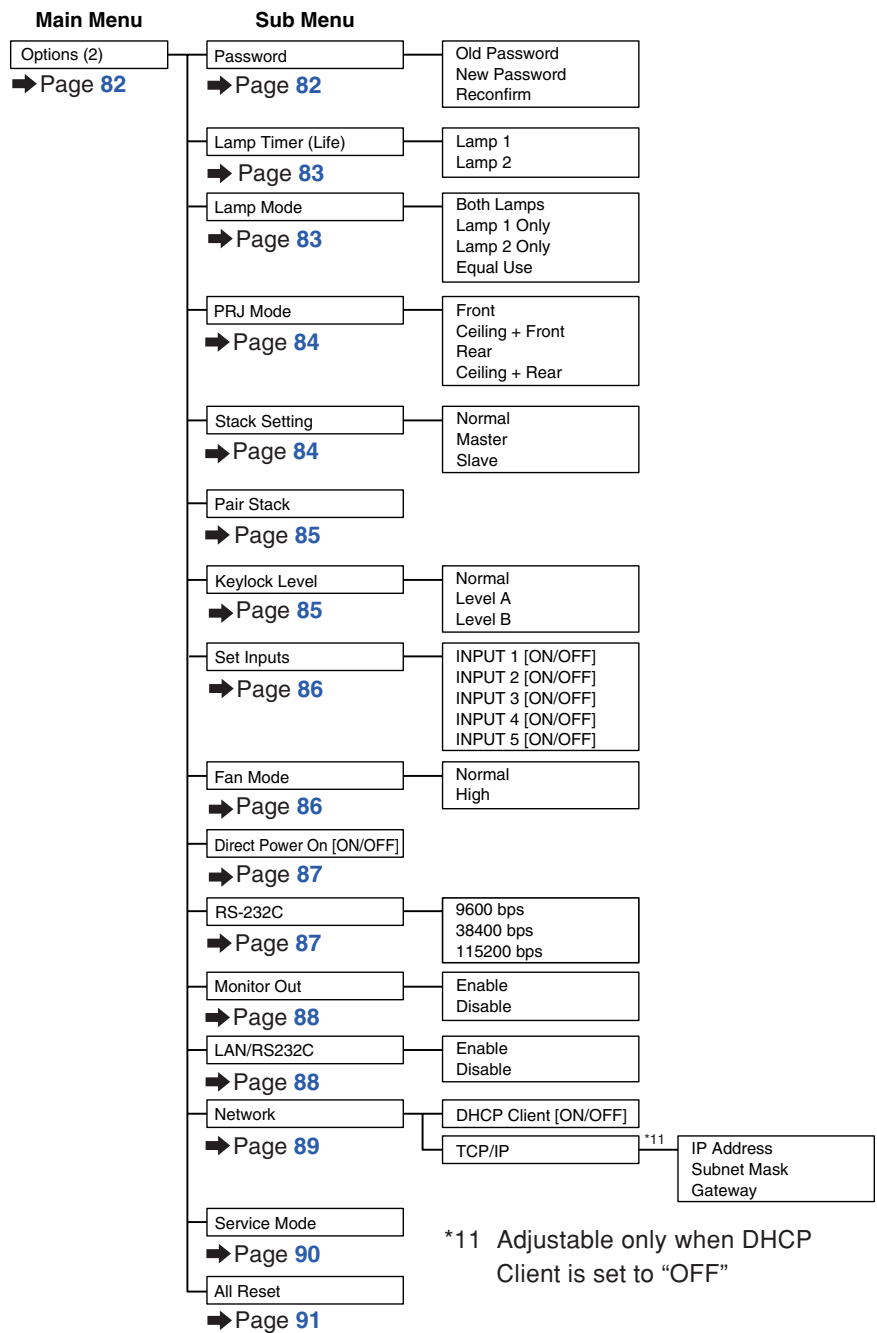 Main Menu
Sub Menu
Options (2)
Page 82
Password
Page 82
Old Password
New Password
Reconfirm
Lamp Timer (Life)
Page 83
Lamp 1
Lamp 2
Lamp Mode
Page 83
Both Lamps
Lamp 1 Only
Lamp 2 Only
Equal Use
PRJ Mode
Page 84
Front
Ceiling + Front
Rear
Ceiling + Rear
Stack Setting
Page 84
Normal
Master
Slave
Pair Stack
Page 85
Keylock Level
Page 85
Normal
Level A
Level B
Set Inputs
Page 86
INPUT 1 [ON/OFF]
INPUT 2 [ON/OFF]
INPUT 3 [ON/OFF]
INPUT 4 [ON/OFF]
INPUT 5 [ON/OFF]
Fan Mode
Page 86
Normal
High
Direct Power On [ON/OFF]
Page 87
RS-232C
Page 87
9600 bps
38400 bps
115200 bps
Monitor Out
Page 88
Enable
Disable
LAN/RS232C
Page 88
Enable
Disable
Network
Page 89
DHCP Client [ON/OFF]
TCP/IP
*11
IP Address
Subnet Mask
Gateway
Service Mode
Page 90
All Reset
Page 91
*11 Adjustable only when DHCP
Client is set to “OFF”